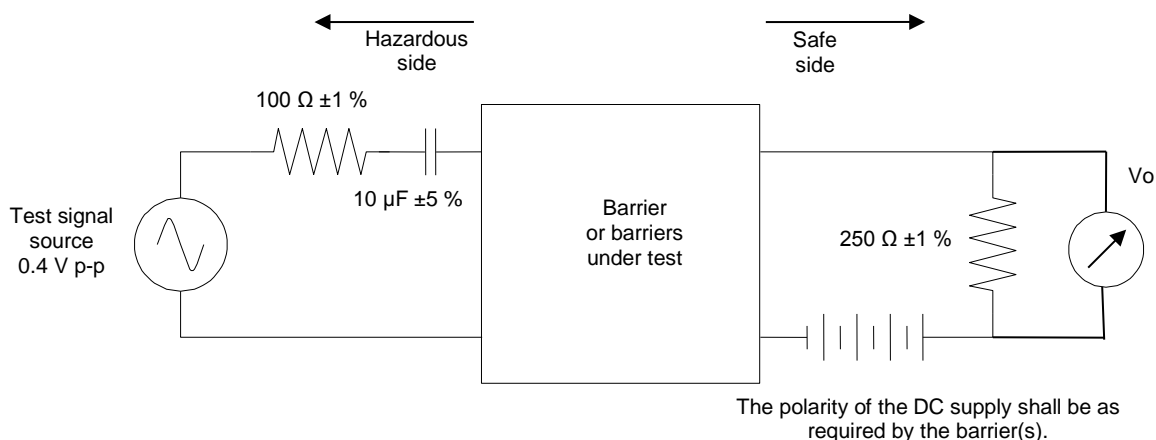 Hazardous
side
Safe
side
100 Ω ±1 %
10 µF ±5 %
Test signal
source
0.4 V p-p
Barrier
or barriers
under test
250 Ω ±1 %
Vo
The polarity of the DC supply shall be as
required by the barrier(s).